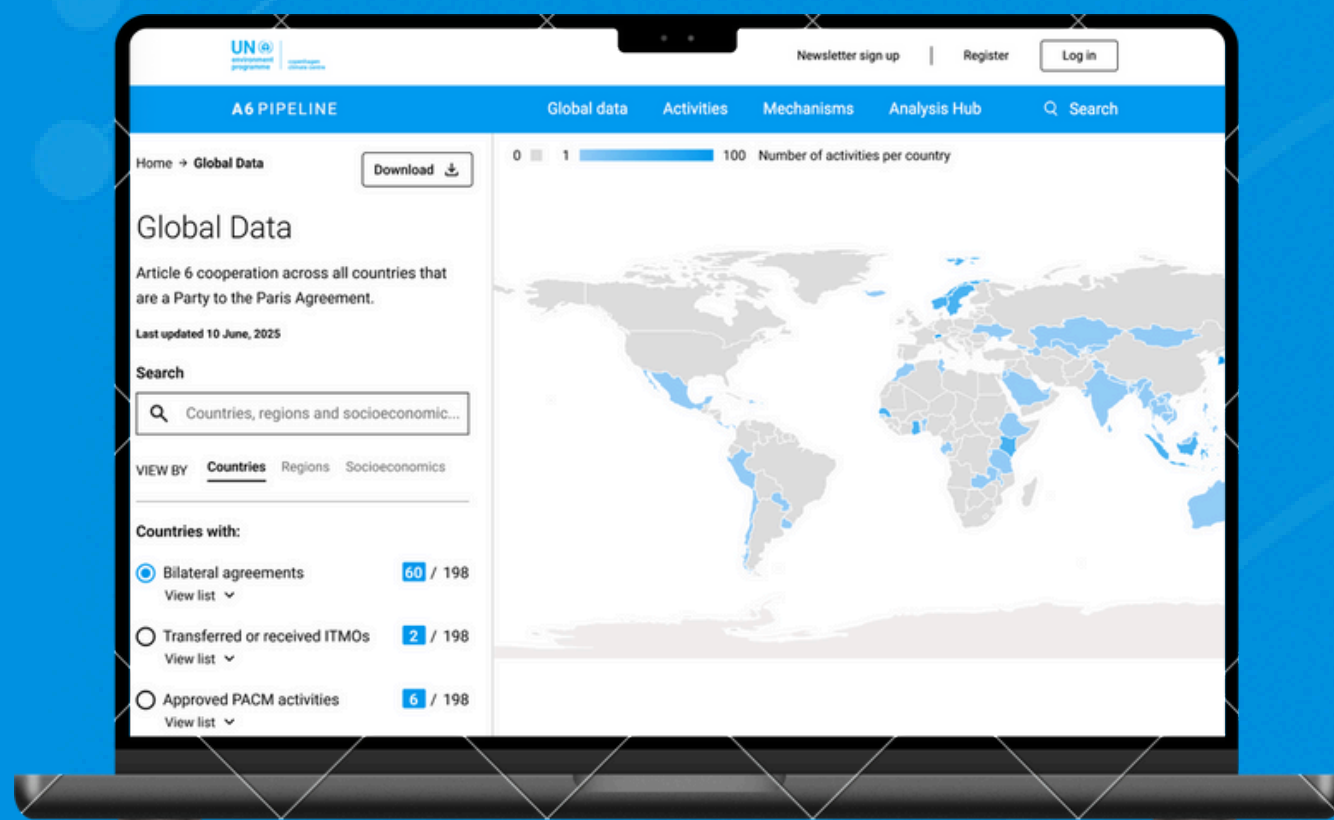 UN
environment
programme
copenhagen
climate centre
Newsletter sign up
Register
Log in
A6 PIPELINE
Global data
Activities
Mechanisms
Analysis Hub
Search
Home → Global Data
Download
0 1 100 Number of activities per country
Global Data
Article 6 cooperation across all countries that
are a Party to the Paris Agreement.
Last updated 10 June, 2025
Search
Countries, regions and socioeconomic...
VIEW BY Countries Regions Socioeconomics
Countries with:
Bilateral agreements 60 / 198
View list
Transferred or received ITMOs 2 / 198
View list
Approved PACM activities 6 / 198
View list